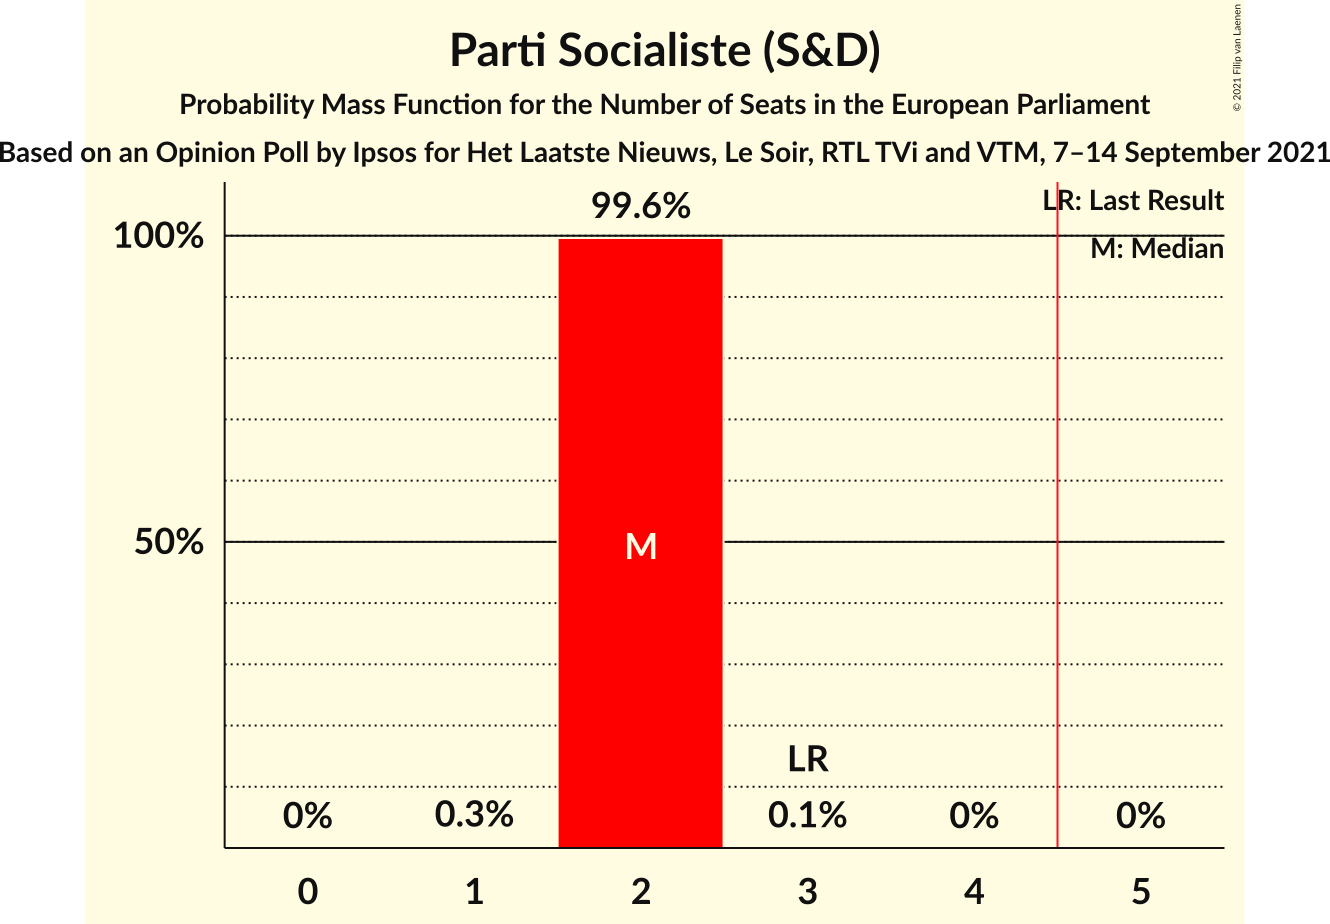 Parti Socialiste (S&D)
Probability Mass Function for the Number of Seats in the European Parliament
Based on an Opinion Poll by Ipsos for Het Laatste Nieuws, Le Soir, RTL TVi and VTM, 7–14 September 2021
© 2021 Filip van Laenen
LR: Last Result
M: Median
99.6%
100%
50%
M
LR
0% 0.3% 0.1% 0% 0%
0 1 2 3 4 5